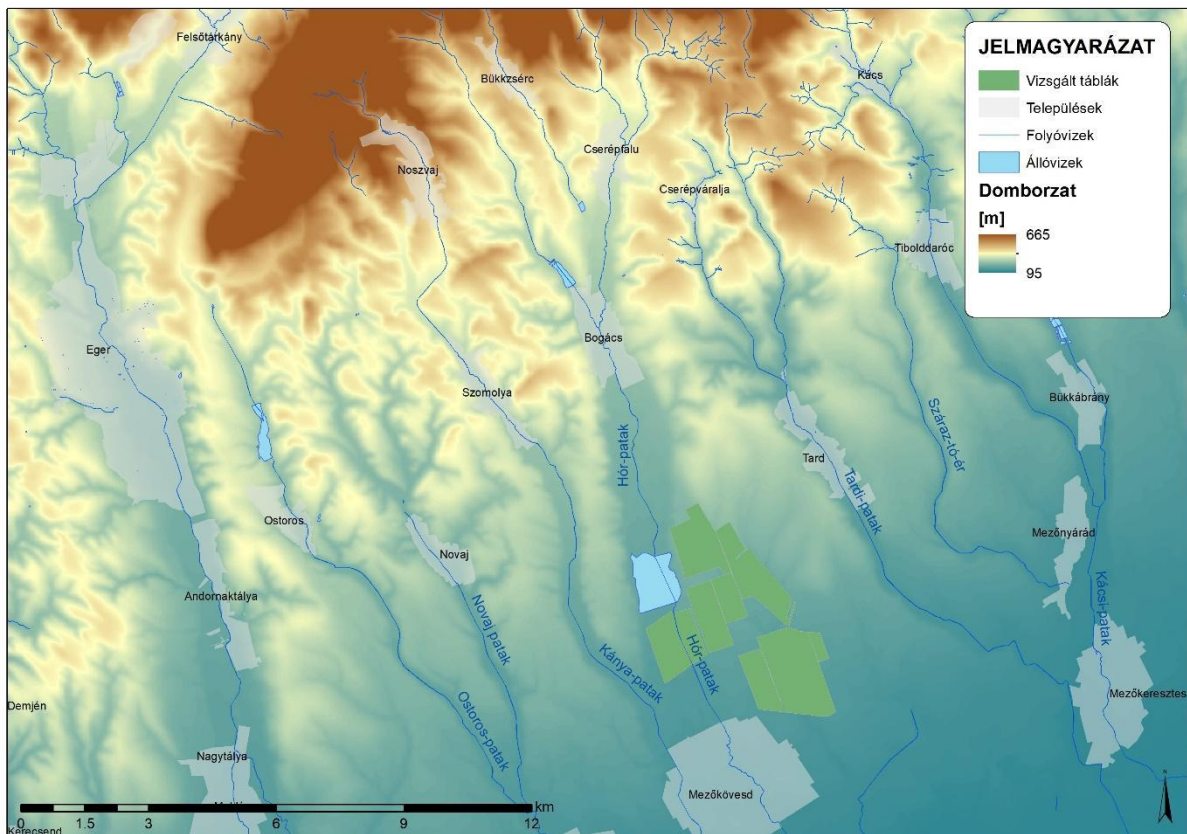 Felsőtárkány
Bükkzsérc
Kács
JELMAGYARÁZAT
Vizsgált táblák
Települések
Folyóvizek
Állóvizek
Domborzat
[m]
665
95
Noszvaj
Cserépfalu
Cserépváralja
Tibolddaróc
Eger
Bogács
Szomolya
Bükkábrány
Száraz-tó-ér
Hór-patak
Tard
Tardi-patak
Ostoros
Novaj
Mezőnyárád
Andornaktálya
Novaj patak
Kánya-patak
Hór-patak
Kácsi-patak
Ostoros-patak
Mezőkeresztes
Demjén
Nagytálya
Mezőkövesd
km
0 1.5 3 6 9 12
Kerecsend